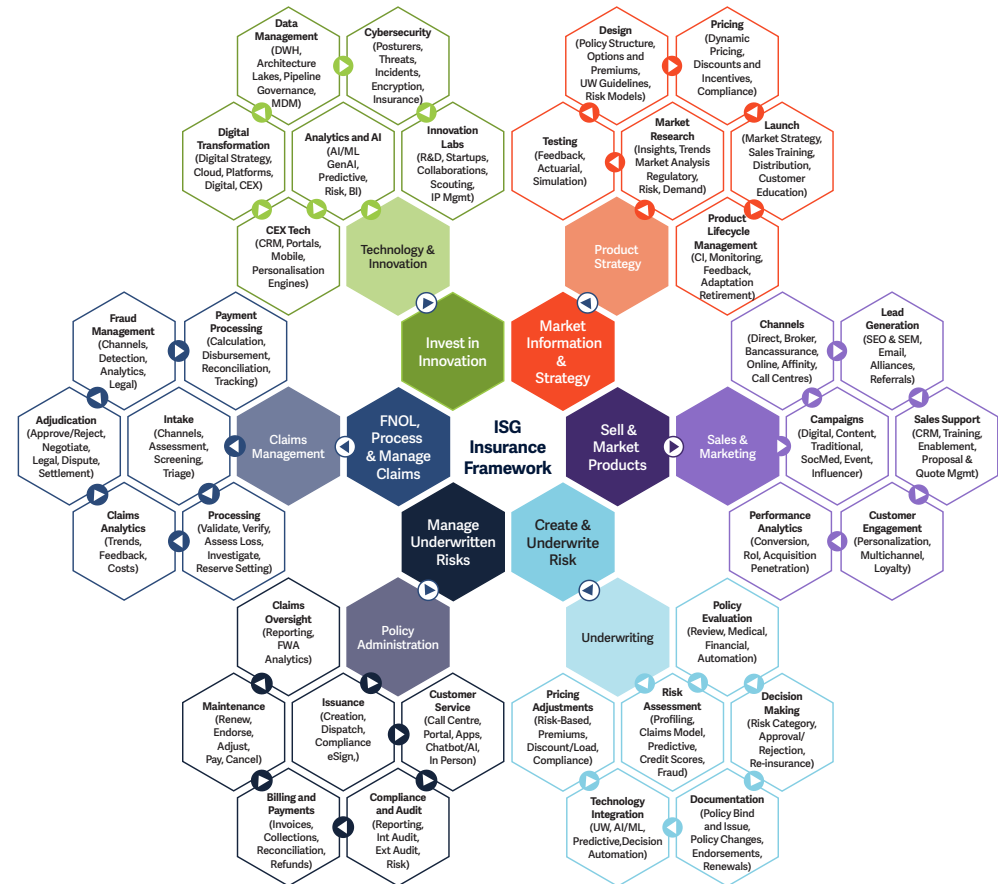 Data
Management
(DWH,
Architecture
Lakes, Pipeline
Governance,
MDM)
Cybersecurity
(Posturers,
Threats,
Incidents,
Encryption,
Insurance)
Digital
Transformation
(Digital Strategy,
Cloud, Platforms,
Digital, CEX)
Analytics and AI
(AI/ML
GenAI,
Predictive,
Risk, BI)
Innovation
Labs
(R&D, Startups,
Collaborations,
Scouting,
IP Mgmt)
CEX Tech
(CRM, Portals,
Mobile,
Personalisation
Engines)
Technology &
Innovation
Invest in
Innovation
Design
(Policy Structure,
Options and
Premiums,
UW Guidelines,
Risk Models)
Pricing
(Dynamic
Pricing,
Discounts and
Incentives,
Compliance)
Testing
(Feedback,
Actuarial,
Simulation)
Market
Research
(Insights, Trends
Market Analysis
Regulatory,
Risk, Demand)
Launch
(Market Strategy,
Sales Training,
Distribution,
Customer
Education)
Product
Strategy
Product
Lifecycle
Management
(CI, Monitoring,
Feedback,
Adaptation
Retirement)
Market
Information
&
Strategy
Fraud
Management
(Channels,
Detection,
Analytics,
Legal)
Payment
Processing
(Calculation,
Disbursement,
Reconciliation,
Tracking)
Adjudication
(Approve/Reject,
Negotiate,
Legal, Dispute,
Settlement)
Intake
(Channels,
Assessment,
Screening,
Triage)
Claims
Management
FNOL,
Process
& Manage
Claims
Claims
Analytics
(Trends,
Feedback,
Costs)
Processing
(Validate, Verify,
Assess Loss,
Investigate,
Reserve Setting)
ISG
Insurance
Framework
Sell &
Market
Products
Sales &
Marketing
Channels
(Direct, Broker,
Bancassurance,
Online, Affinity,
Call Centres)
Lead
Generation
(SEO & SEM,
Email,
Alliances,
Referrals)
Campaigns
(Digital, Content,
Traditional,
SocMed, Event,
Influencer)
Sales Support
(CRM, Training,
Enablement,
Proposal &
Quote Mgmt)
Performance
Analytics
(Conversion,
RoI, Acquisition
Penetration)
Customer
Engagement
(Personalization,
Multichannel,
Loyalty)
Manage
Underwritten
Risks
Create &
Underwrite
Risk
Claims
Oversight
(Reporting,
FWA
Analytics)
Policy
Administration
Maintenance
(Renew,
Endorse,
Adjust,
Pay, Cancel)
Issuance
(Creation,
Dispatch,
Compliance
eSign,)
Customer
Service
(Call Centre,
Portal, Apps,
Chatbot/AI,
In Person)
Billing and
Payments
(Invoices,
Collections,
Reconciliation,
Refunds)
Compliance
and Audit
(Reporting,
Int Audit,
Ext Audit,
Risk)
Underwriting
Policy
Evaluation
(Review, Medical,
Financial,
Automation)
Pricing
Adjustments
(Risk-Based,
Premiums,
Discount/Load,
Compliance)
Risk
Assessment
(Profiling,
Claims Model,
Predictive,
Credit Scores,
Fraud)
Decision
Making
(Risk Category,
Approval/
Rejection,
Re-insurance)
Technology
Integration
(UW, AI/ML,
Predictive,Decision
Automation)
Documentation
(Policy Bind
and Issue,
Policy Changes,
Endorsements,
Renewals)